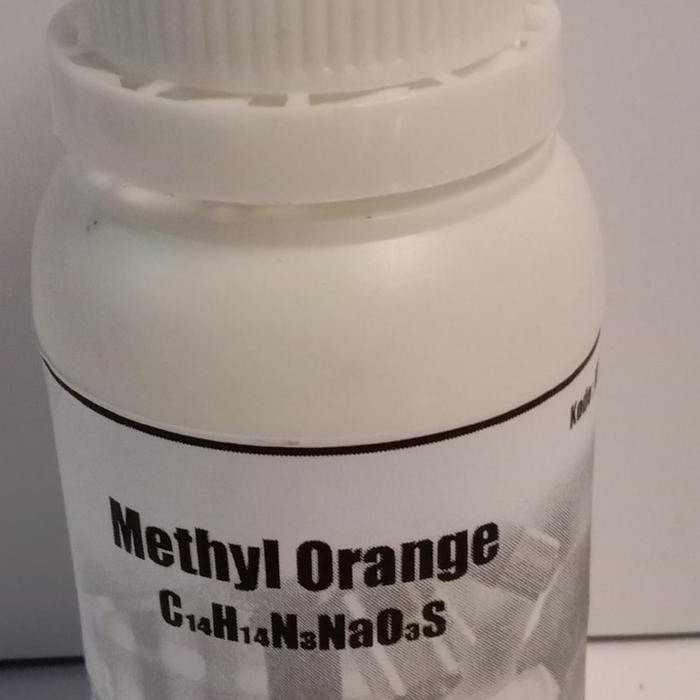 Methyl Orange
C₁₄H₁₄N₃NaO₃S